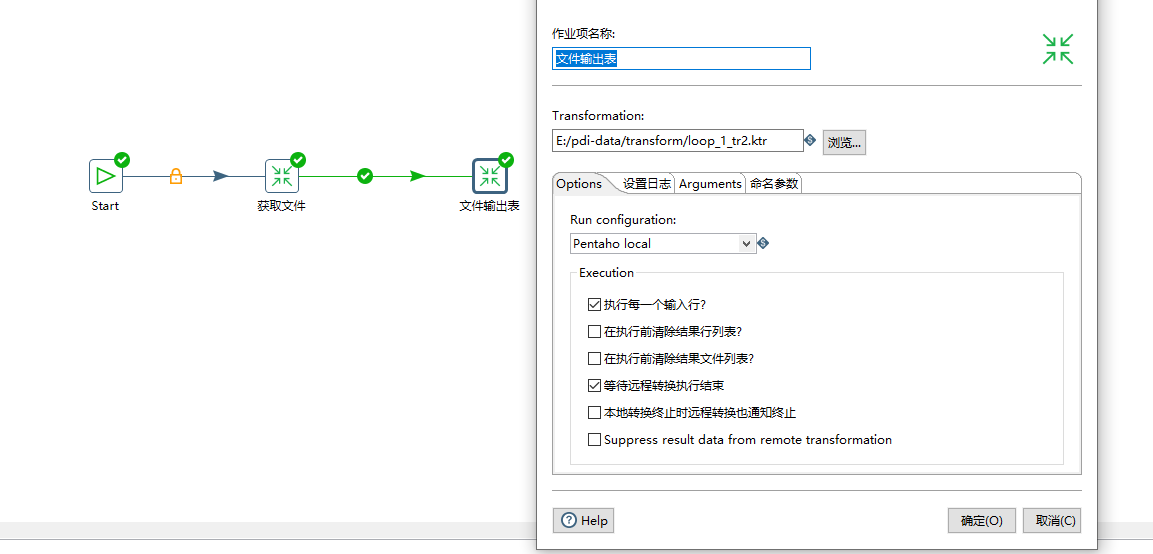 作业项名称:
文件输出表
Transformation:
E:/pdi-data/transform/loop_1_tr2.ktr
浏览...
Start
获取文件
文件输出表
Options
设置日志
Arguments
命名参数
Run configuration:
Pentaho local
Execution
执行每一个输入行?
在执行前清除结果行列表?
在执行前清除结果文件列表?
等待远程转换执行结束
本地转换终止时远程转换也通知终止
Suppress result data from remote transformation
Help
确定(O)
取消(C)